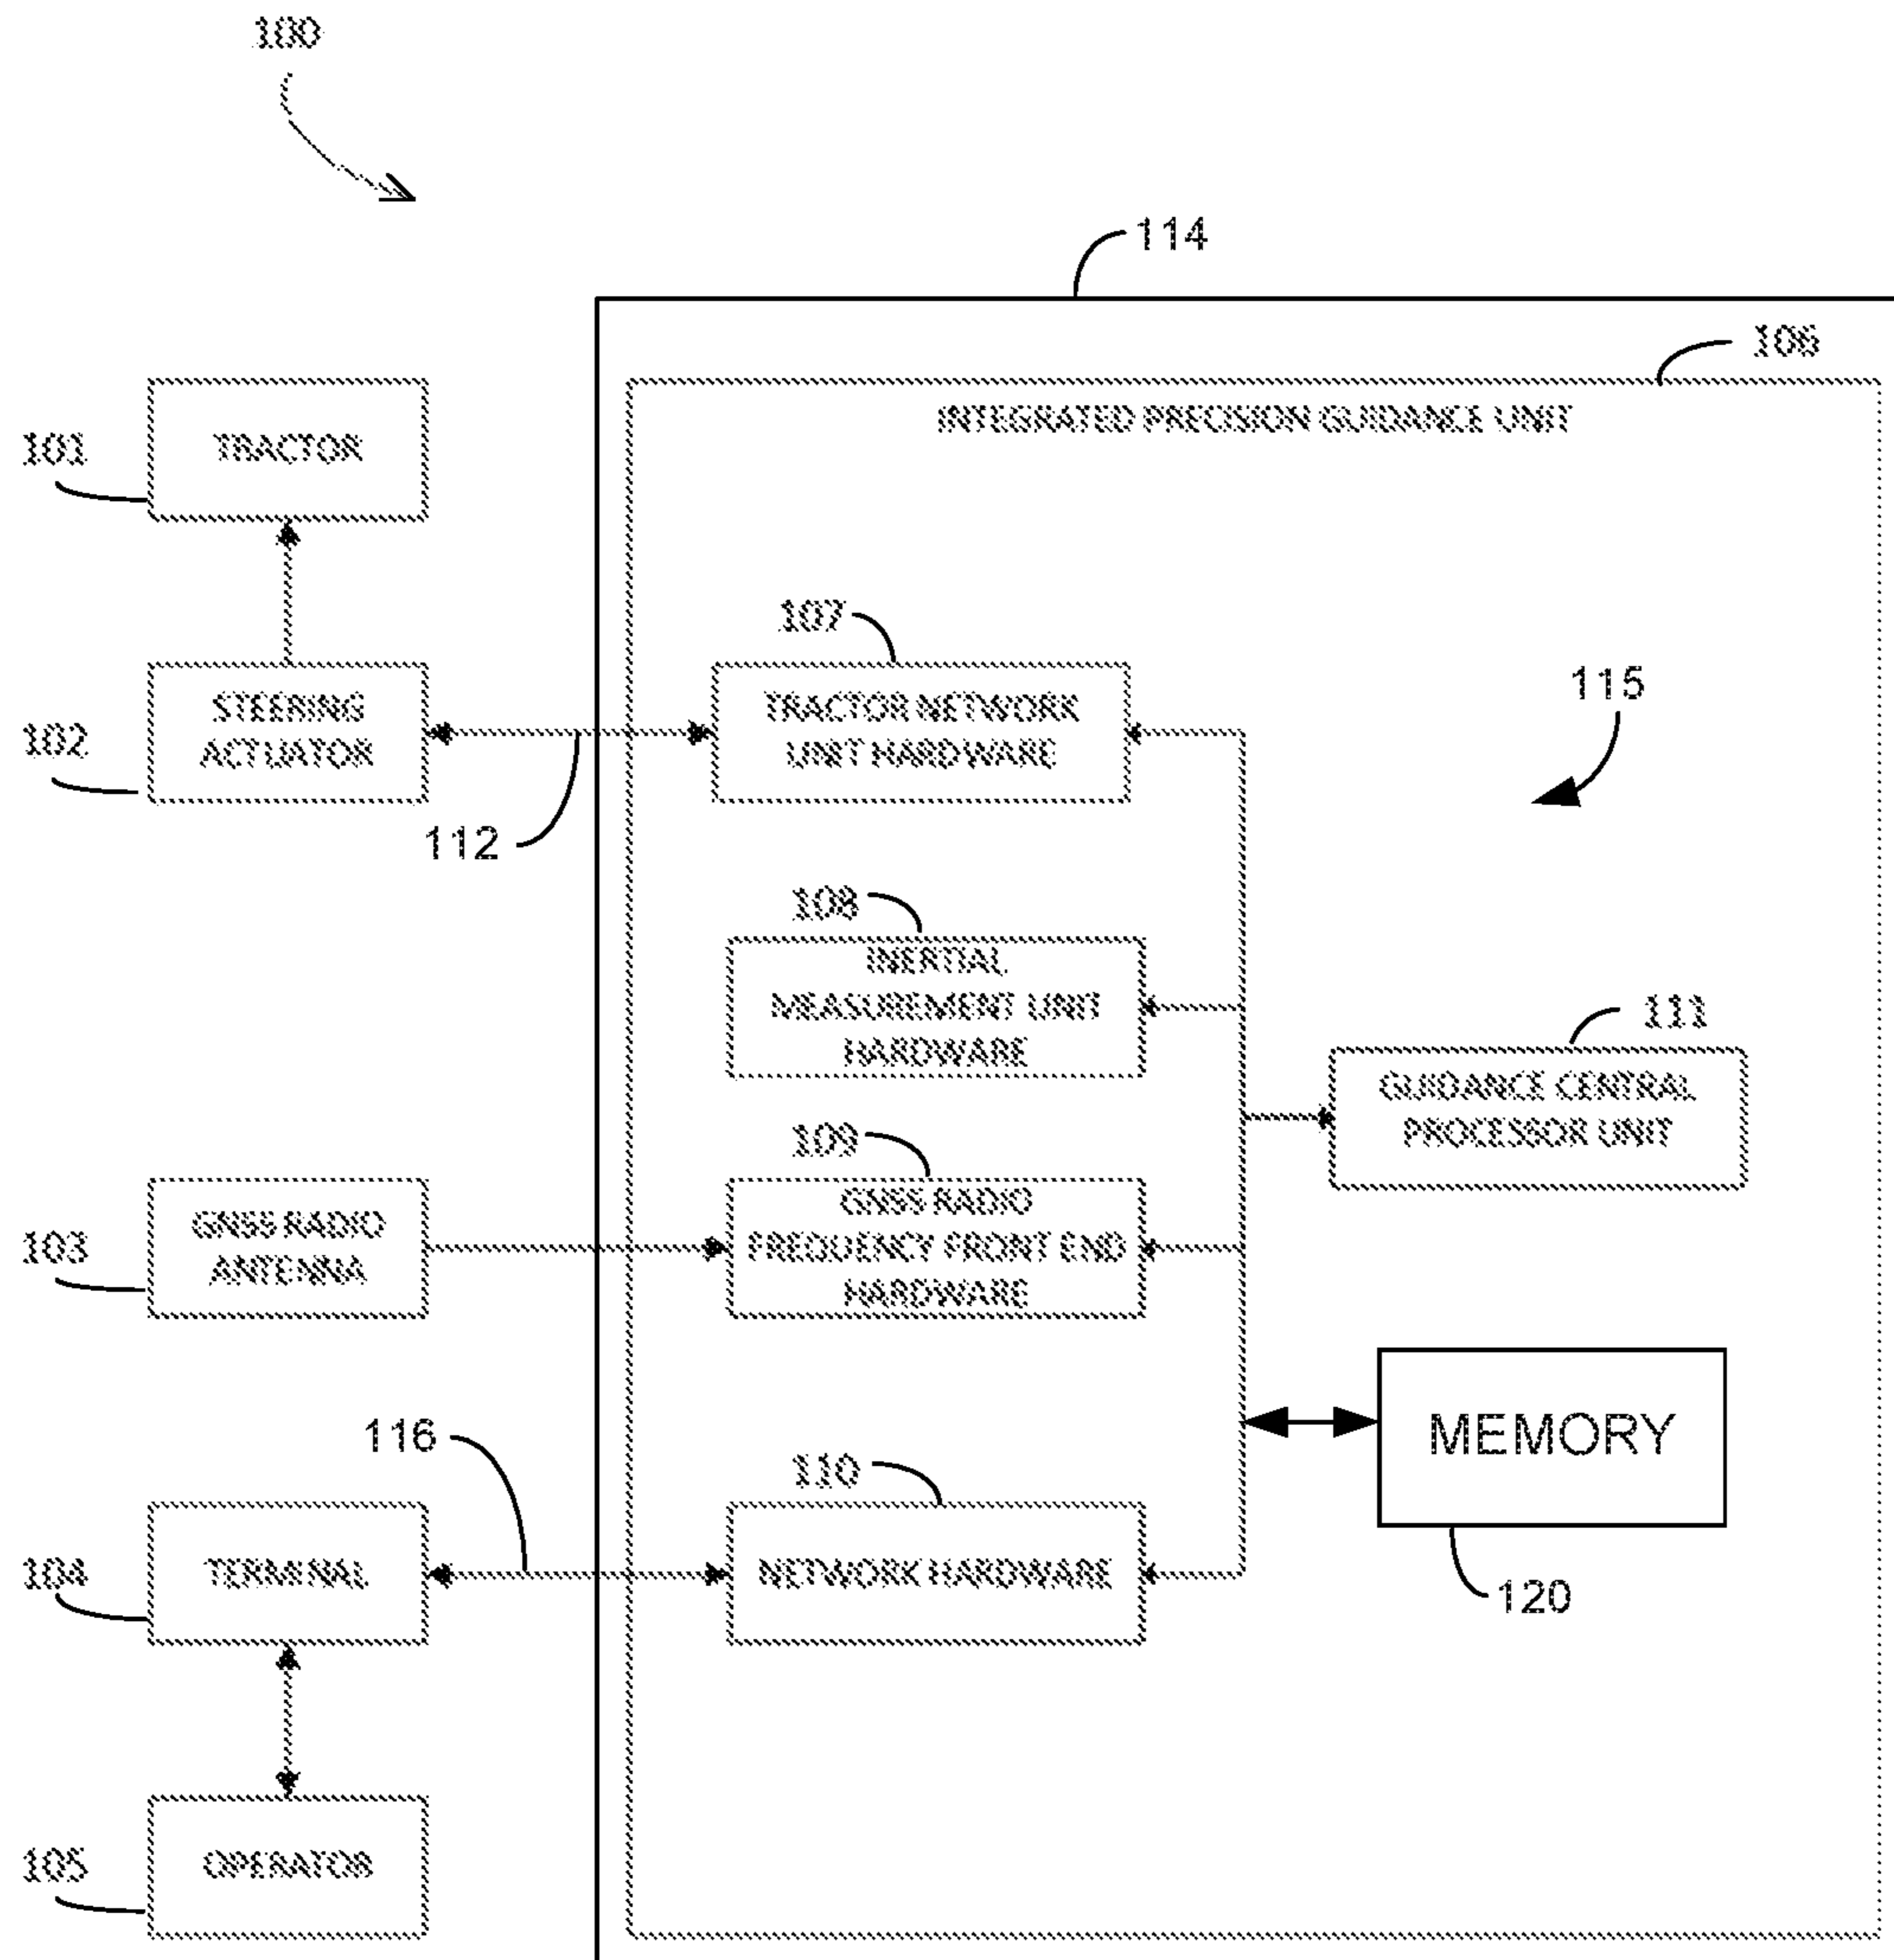 100
114
106
INTEGRATED PRECISION GUIDANCE UNIT
101
TRACTOR
107
102
STEERING
ACTUATOR
112
TRACTOR NETWORK
UNIT HARDWARE
115
108
INERTIAL
MEASUREMENT UNIT
HARDWARE
111
GUIDANCE CENTRAL
PROCESSOR UNIT
103
GNSS RADIO
ANTENNA
109
GNSS RADIO
FREQUENCY FRONT END
HARDWARE
116
110
MEMORY
120
104
TERMINAL
NETWORK HARDWARE
105
OPERATOR